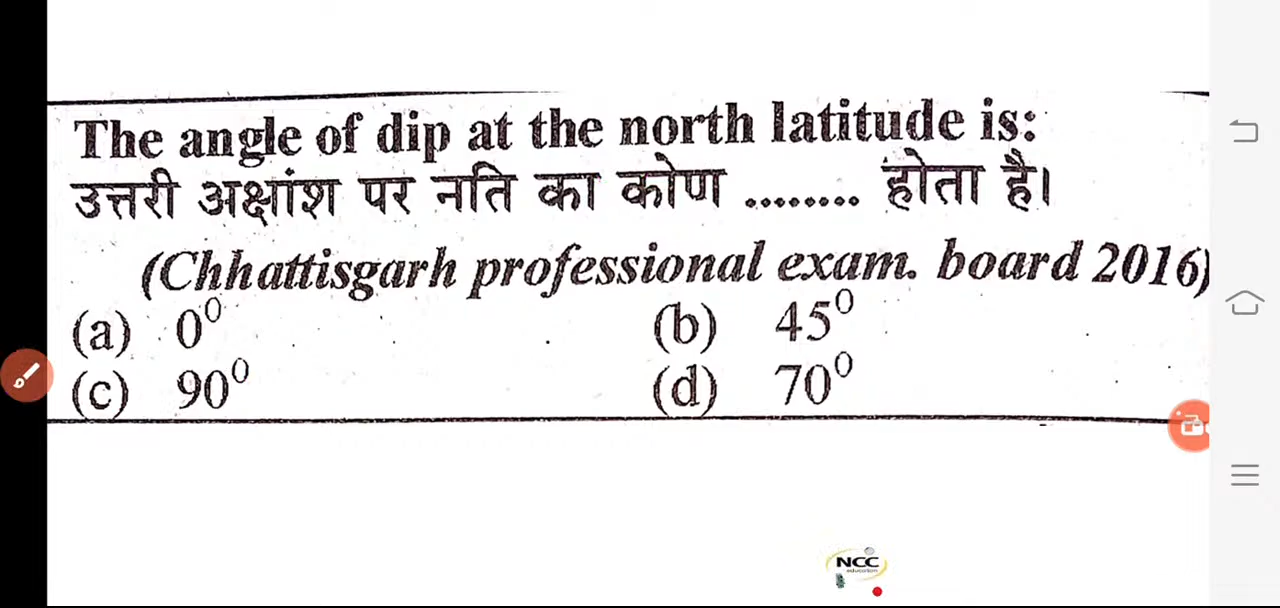 The angle of dip at the north latitude is:
उत्तरी अक्षांश पर नति का कोण ........ होता है।
(Chhattisgarh professional exam. board 2016)
(a) 0⁰ (b) 45⁰
(c) 90⁰ (d) 70⁰
NCC
education